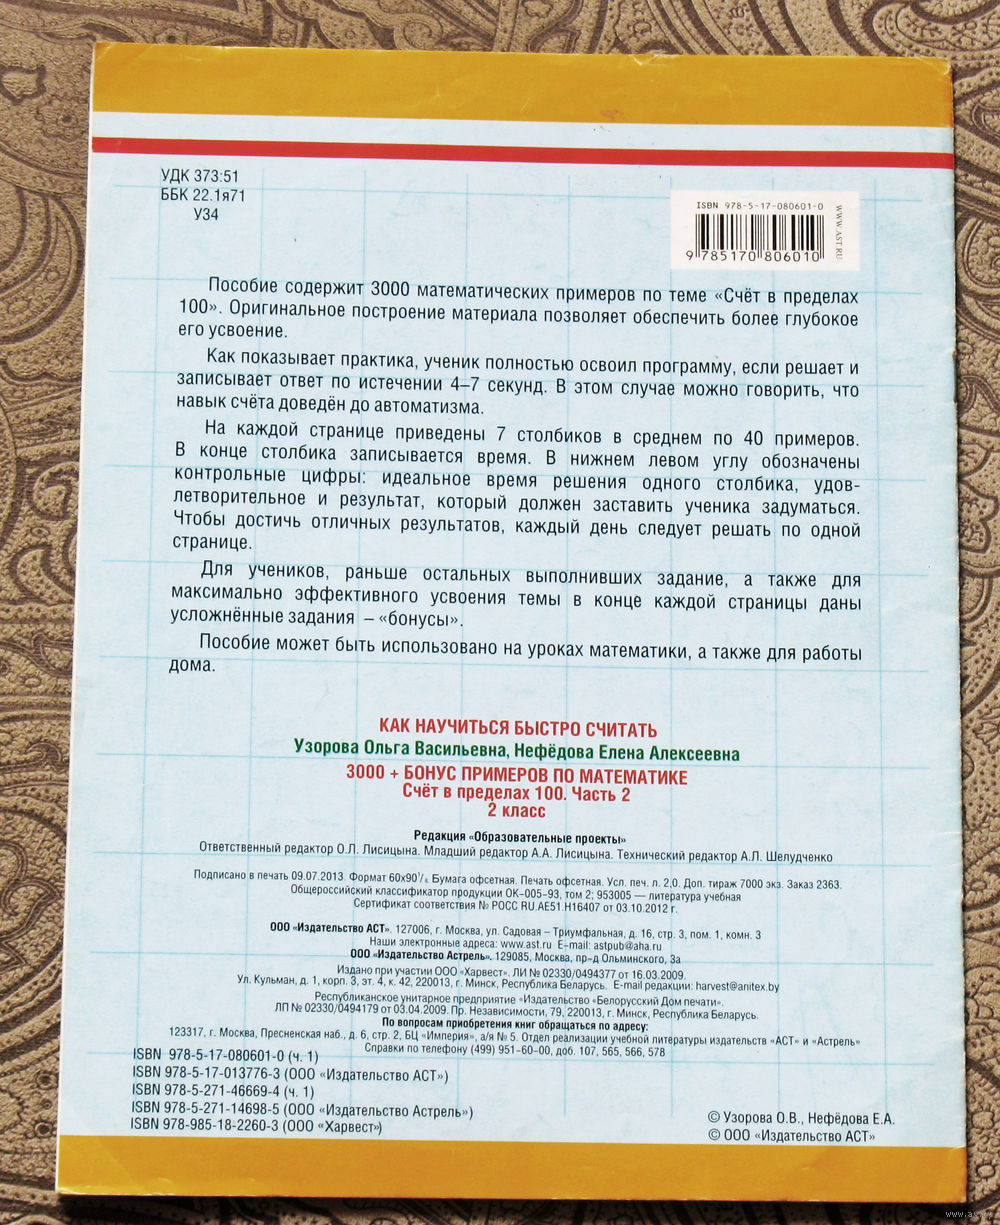 УДК 373:51
ББК 22.1я71
У34
ISBN 978-5-17-080601-0
WWW.AST.RU
9 785170 806010
Пособие содержит 3000 математических примеров по теме «Счёт в пределах
100». Оригинальное построение материала позволяет обеспечить более глубокое
его усвоение.
Как показывает практика, ученик полностью освоил программу, если решает и
записывает ответ по истечении 4–7 секунд. В этом случае можно говорить, что
навык счёта доведён до автоматизма.
На каждой странице приведены 7 столбиков в среднем по 40 примеров.
В конце столбика записывается время. В нижнем левом углу обозначены
контрольные цифры: идеальное время решения одного столбика, удов-
летворительное и результат, который должен заставить ученика задуматься.
Чтобы достичь отличных результатов, каждый день следует решать по одной
странице.
Для учеников, раньше остальных выполнивших задание, а также для
максимально эффективного усвоения темы в конце каждой страницы даны
усложнённые задания – «бонусы».
Пособие может быть использовано на уроках математики, а также для работы
дома.
КАК НАУЧИТЬСЯ БЫСТРО СЧИТАТЬ
Узорова Ольга Васильевна, Нефёдова Елена Алексеевна
3000 + БОНУС ПРИМЕРОВ ПО МАТЕМАТИКЕ
Счёт в пределах 100. Часть 2
2 класс
Редакция «Образовательные проекты»
Ответственный редактор О.Л. Лисицына. Младший редактор А.А. Лисицына. Технический редактор А.Л. Шелудченко
Подписано в печать 09.07.2013. Формат 60х90¹/₈. Бумага офсетная. Печать офсетная. Усл. печ. л. 2,0. Доп. тираж 7000 экз. Заказ 2363.
Общероссийский классификатор продукции ОК-005-93, том 2; 953005 — литература учебная
Сертификат соответствия № РОСС RU.AE51.H16407 от 03.10.2012 г.
ООО «Издательство АСТ». 127006, г. Москва, ул. Садовая – Триумфальная, д. 16, стр. 3, пом. 1, комн. 3
Наши электронные адреса: www.ast.ru E-mail: astpub@aha.ru
ООО «Издательство Астрель». 129085, Москва, пр-д Ольминского, 3а
Издано при участии ООО «Харвест». ЛИ № 02330/0494377 от 16.03.2009.
Ул. Кульман, д. 1, корп. 3, эт. 4, к. 42, 220013, г. Минск, Республика Беларусь. E-mail редакции: harvest@anitex.by
Республиканское унитарное предприятие «Издательство «Белорусский Дом печати».
ЛП № 02330/0494179 от 03.04.2009. Пр. Независимости, 79, 220013, г. Минск, Республика Беларусь.
По вопросам приобретения книг обращаться по адресу:
123317, г. Москва, Пресненская наб., д. 6, стр. 2, БЦ «Империя», а/я № 5. Отдел реализации учебной литературы издательств «АСТ» и «Астрель»
Справки по телефону (499) 951-60-00, доб. 107, 565, 566, 578
ISBN 978-5-17-080601-0 (ч. 1)
ISBN 978-5-17-013776-3 (ООО «Издательство АСТ»)
ISBN 978-5-271-46669-4 (ч. 1)
ISBN 978-5-271-14698-5 (ООО «Издательство Астрель»)
ISBN 978-985-18-2260-3 (ООО «Харвест»)
© Узорова О.В., Нефёдова Е.А.
© ООО «Издательство АСТ»